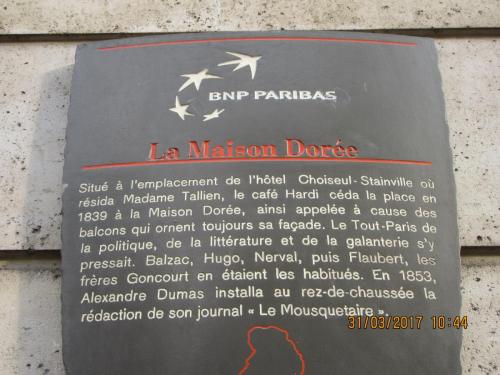 BNP PARIBAS
La Maison Dorée
Situé à l'emplacement de l'hôtel Choiseul-Stainville où
résida Madame Tallien, le café Hardi céda la place en
1839 à la Maison Dorée, ainsi appelée à cause des
balcons qui ornent toujours sa façade. Le Tout-Paris de
la politique, de la littérature et de la galanterie s'y
pressait. Balzac, Hugo, Nerval, puis Flaubert, les
frères Goncourt en étaient les habitués. En 1853,
Alexandre Dumas installa au rez-de-chaussée la
rédaction de son journal « Le Mousquetaire ».
31/03/2017 10:44